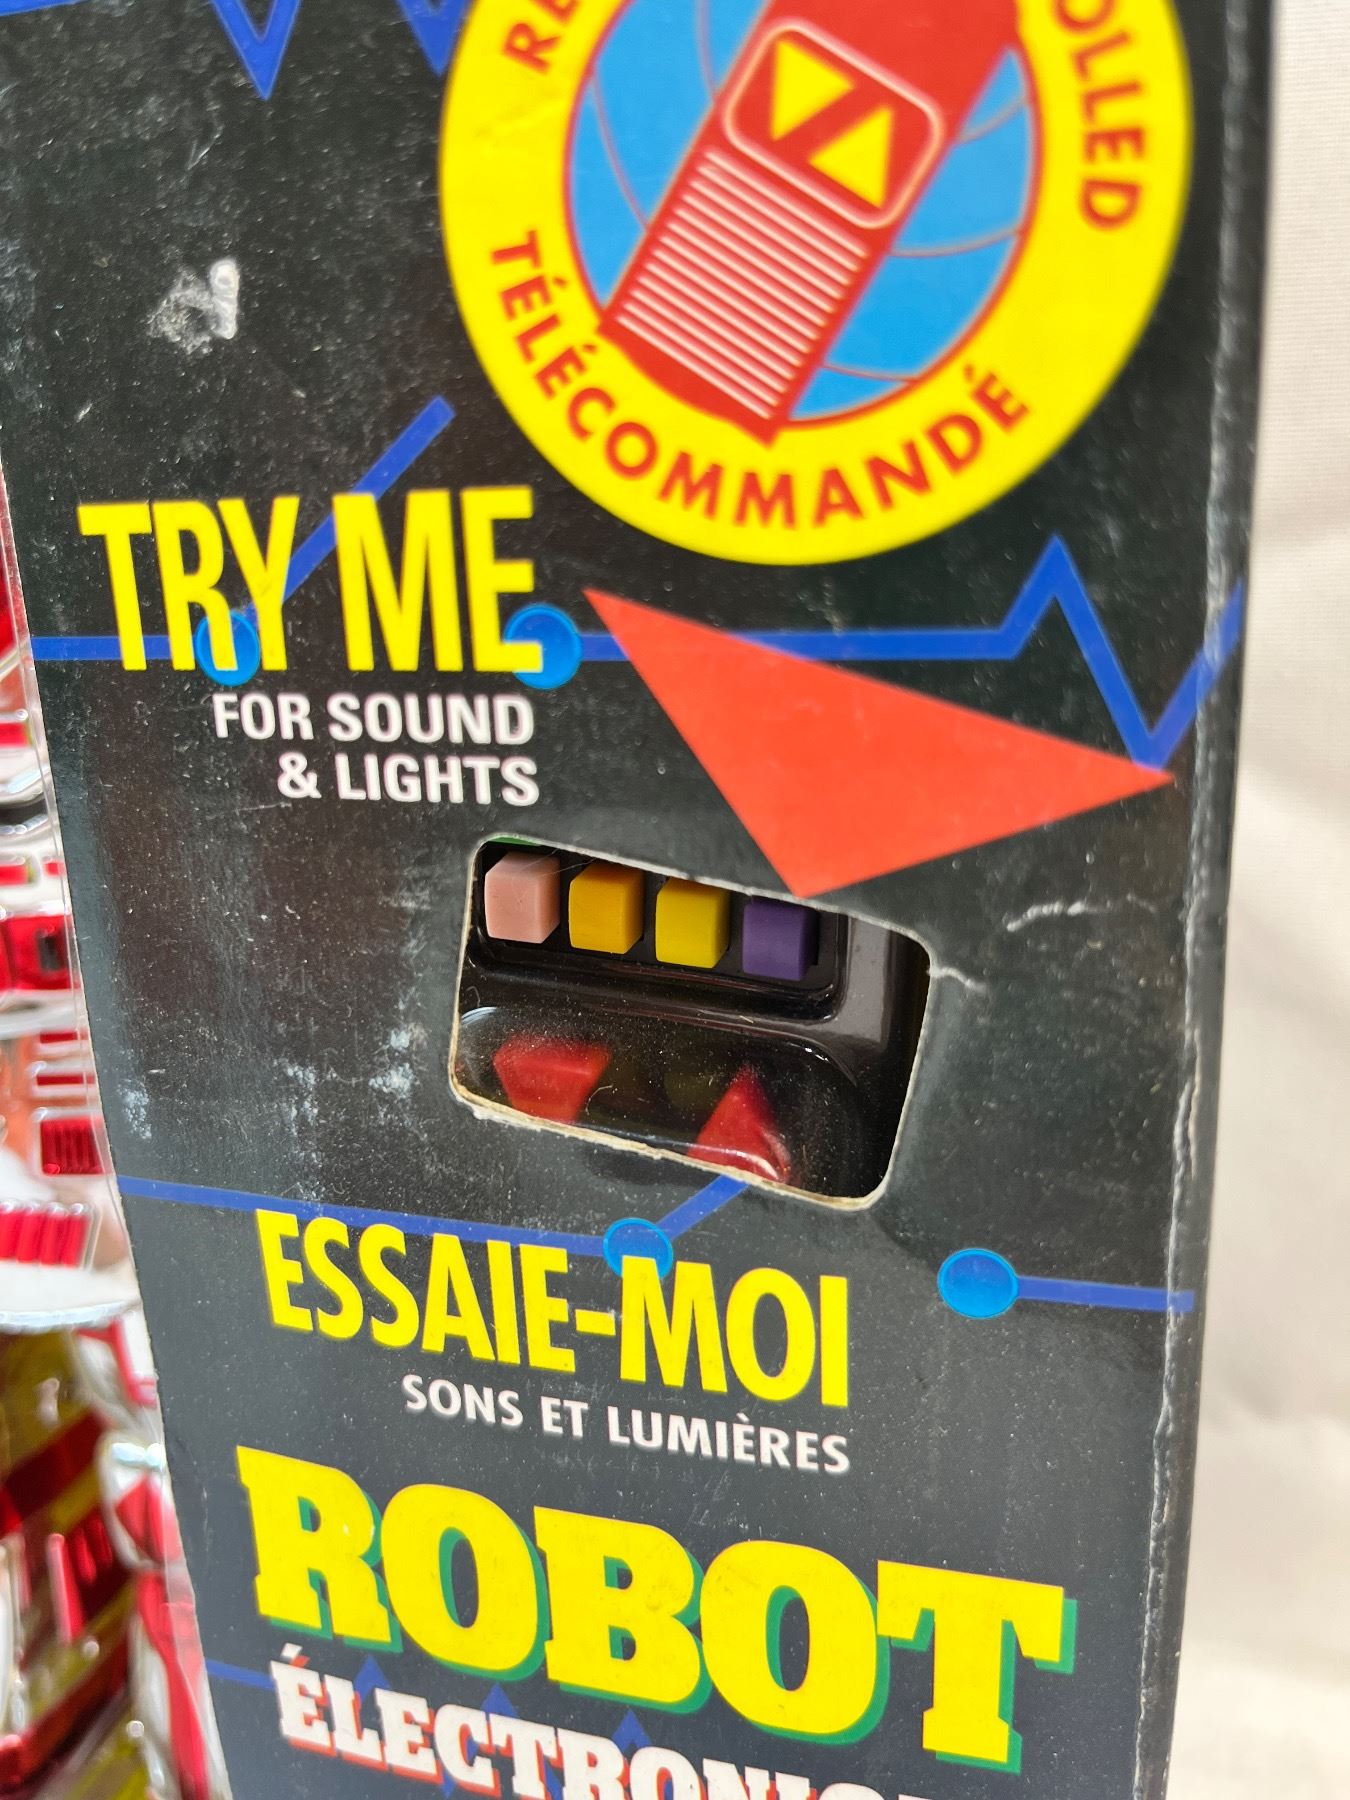 TÉLÉCOMMANDÉ
TRY ME
FOR SOUND
& LIGHTS
ESSAIE-MOI
SONS ET LUMIÈRES
ROBOT